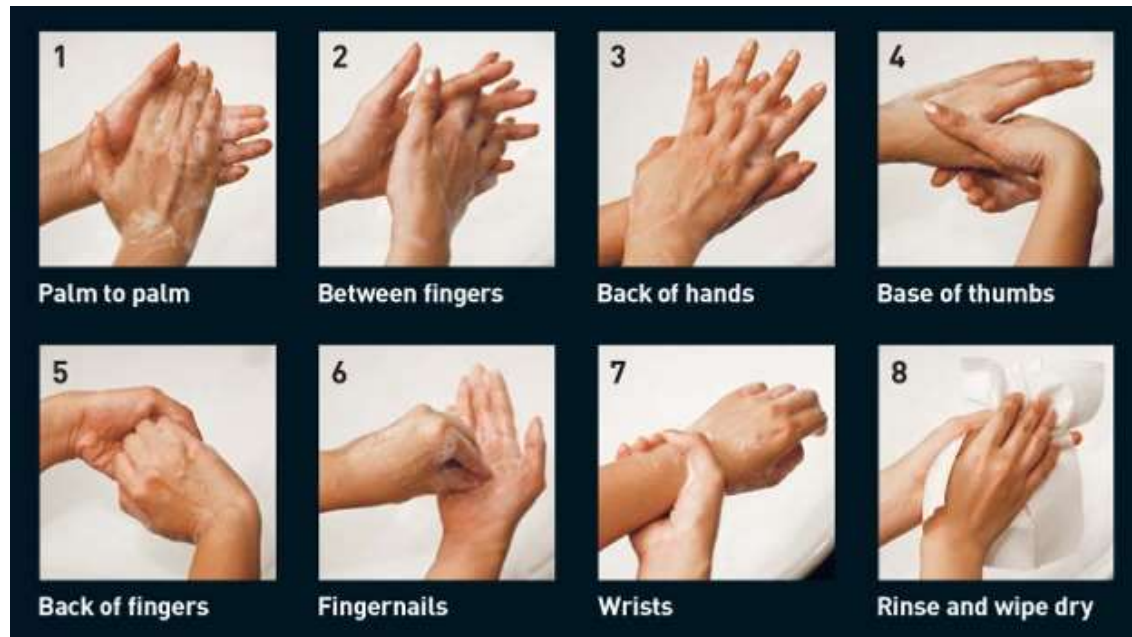 1
2
3
4
Palm to palm
Between fingers
Back of hands
Base of thumbs
5
6
7
8
Back of fingers
Fingernails
Wrists
Rinse and wipe dry